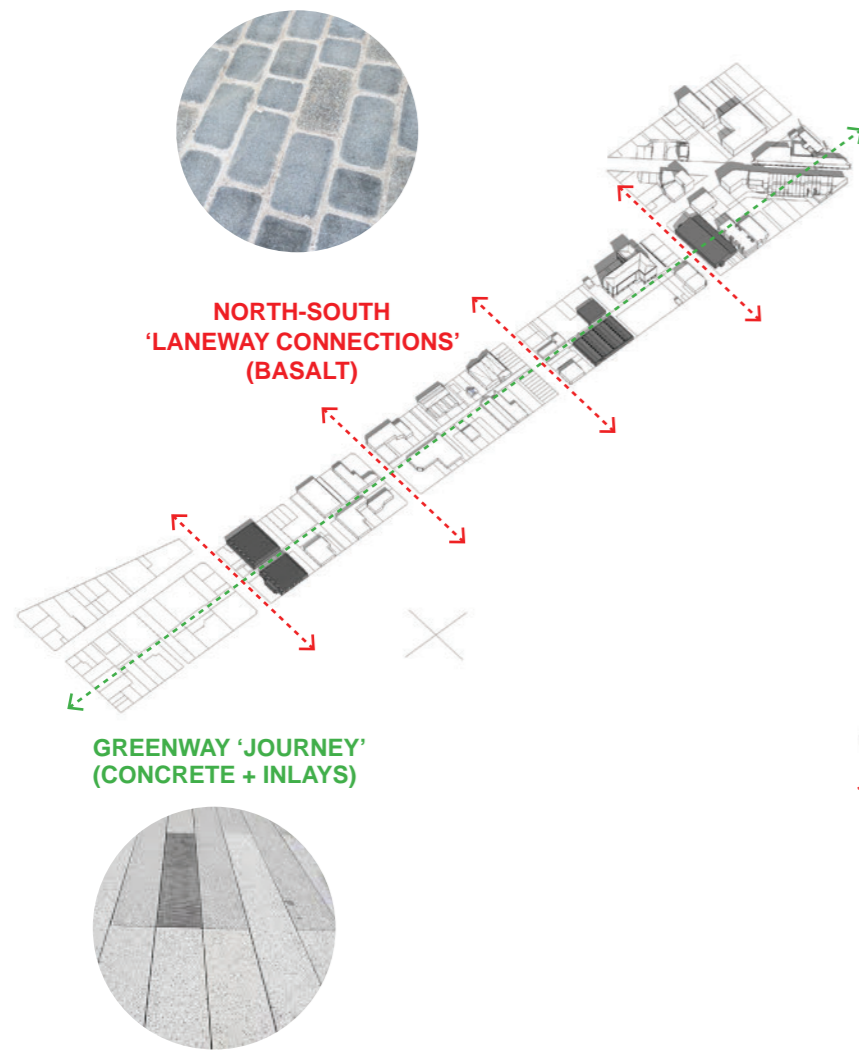 NORTH-SOUTH
‘LANEWAY CONNECTIONS’
(BASALT)
GREENWAY ‘JOURNEY’
(CONCRETE + INLAYS)